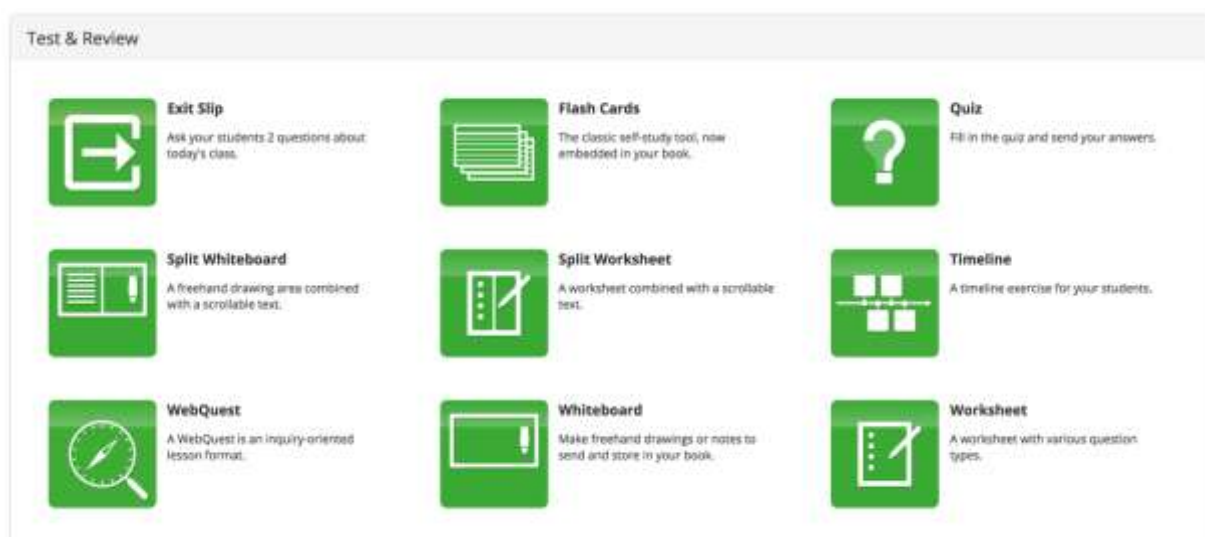 Test & Review
Exit Slip
Ask your students 2 questions about
today's class.
Flash Cards
The classic self-study tool, now
embedded in your book.
Quiz
Fill in the quiz and send your answers.
Split Whiteboard
A freehand drawing area combined
with a scrollable text.
Split Worksheet
A worksheet combined with a scrollable
text.
Timeline
A timeline exercise for your students.
WebQuest
A WebQuest is an inquiry-oriented
lesson format.
Whiteboard
Make freehand drawings or notes to
send and store in your book.
Worksheet
A worksheet with various question
types.